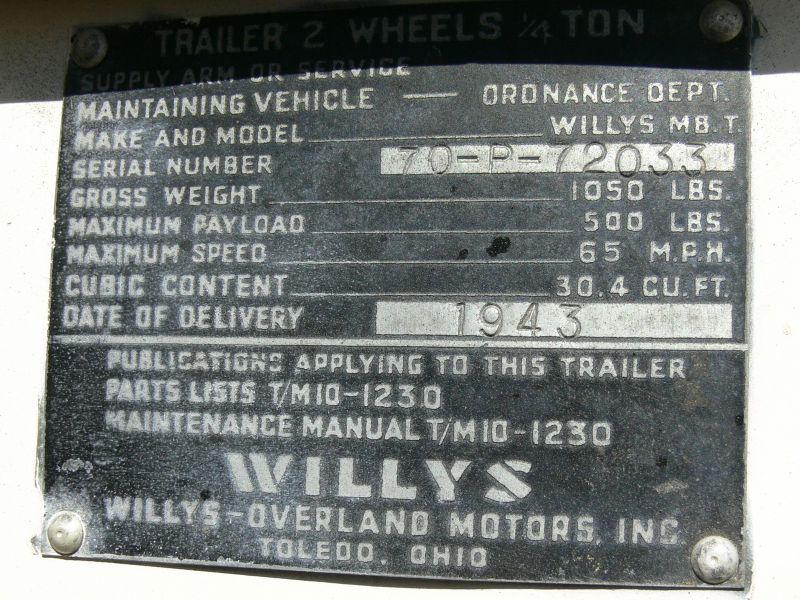 TRAILER 2 WHEELS 1/4 TON
SUPPLY ARM OR SERVICE
MAINTAINING VEHICLE — ORDNANCE DEPT.
MAKE AND MODEL WILLYS MB.T.
SERIAL NUMBER 70-P-72033
GROSS WEIGHT 1050 LBS.
MAXIMUM PAYLOAD 500 LBS.
MAXIMUM SPEED 65 M.P.H.
CUBIC CONTENT 30.4 CU.FT.
DATE OF DELIVERY 1943
PUBLICATIONS APPLYING TO THIS TRAILER
PARTS LISTS T/M10-1230
MAINTENANCE MANUAL T/M10-1230
WILLYS
WILLYS-OVERLAND MOTORS, INC.
TOLEDO, OHIO